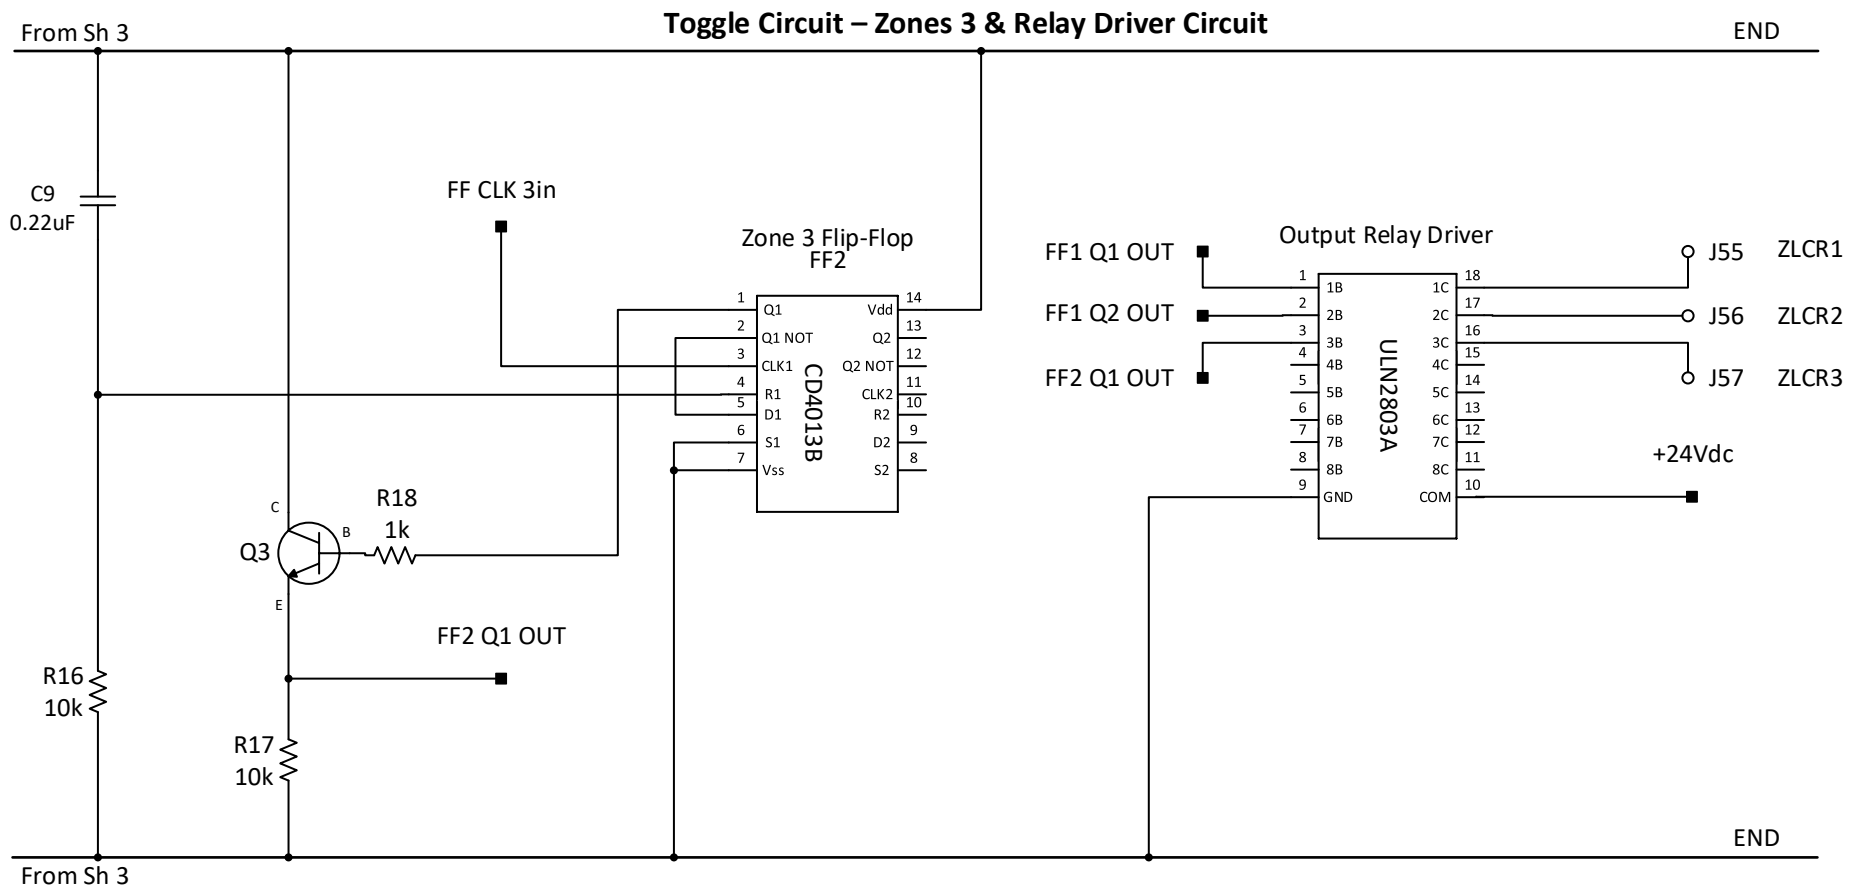 Toggle Circuit – Zones 3 & Relay Driver Circuit
From Sh 3
END
C9
0.22uF
FF CLK 3in
Zone 3 Flip-Flop
FF2
1
Q1
2
Q1 NOT
3
CLK1
4
R1
5
D1
6
S1
7
Vss
CD4013B
14
Vdd
13
Q2
12
Q2 NOT
11
CLK2
10
R2
9
D2
8
S2
R18
1k
C
B
Q3
E
FF2 Q1 OUT
R16
10k
R17
10k
Output Relay Driver
FF1 Q1 OUT
FF1 Q2 OUT
FF2 Q1 OUT
1
1B
2
2B
3
3B
4
4B
5
5B
6
6B
7
7B
8
8B
9
GND
ULN2803A
18
1C
17
2C
16
3C
15
4C
14
5C
13
6C
12
7C
11
8C
10
COM
J55 ZLCR1
J56 ZLCR2
J57 ZLCR3
+24Vdc
END
From Sh 3